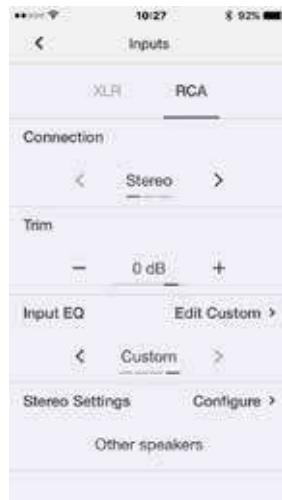 10:27 92%
Inputs
XLR RCA
Connection
< Stereo >
Trim
− 0 dB +
Input EQ Edit Custom >
< Custom >
Stereo Settings Configure >
Other speakers